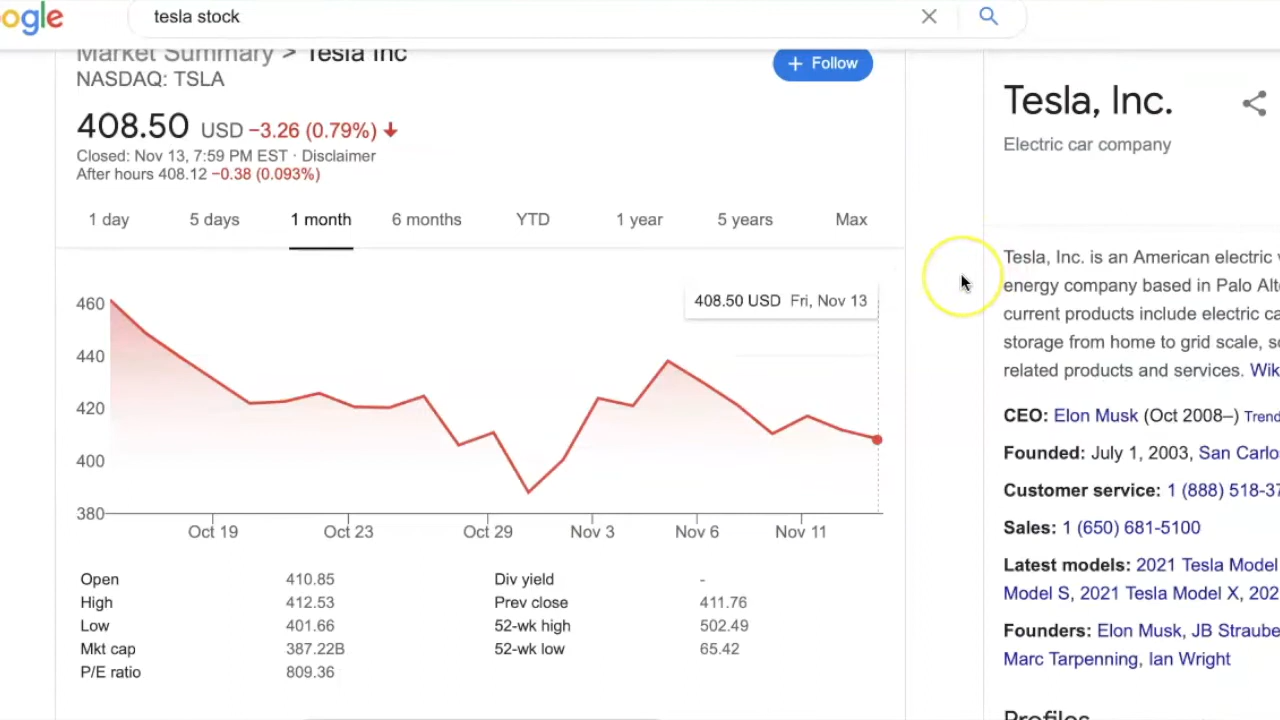 ogle
tesla stock
Market Summary > Tesla Inc
NASDAQ: TSLA
+ Follow
408.50 USD −3.26 (0.79%)
Closed: Nov 13, 7:59 PM EST · Disclaimer
After hours 408.12 −0.38 (0.093%)
1 day 5 days 1 month 6 months YTD 1 year 5 years Max
408.50 USD Fri, Nov 13
460
440
420
400
380
Oct 19 Oct 23 Oct 29 Nov 3 Nov 6 Nov 11
Open 410.85 Div yield -
High 412.53 Prev close 411.76
Low 401.66 52-wk high 502.49
Mkt cap 387.22B 52-wk low 65.42
P/E ratio 809.36
Tesla, Inc.
Electric car company
Tesla, Inc. is an American electric v
energy company based in Palo Alt
current products include electric ca
storage from home to grid scale, s
related products and services. Wik
CEO: Elon Musk (Oct 2008–) Trend
Founded: July 1, 2003, San Carlo
Customer service: 1 (888) 518-37
Sales: 1 (650) 681-5100
Latest models: 2021 Tesla Model
Model S, 2021 Tesla Model X, 202
Founders: Elon Musk, JB Straube
Marc Tarpenning, Ian Wright
Profiles